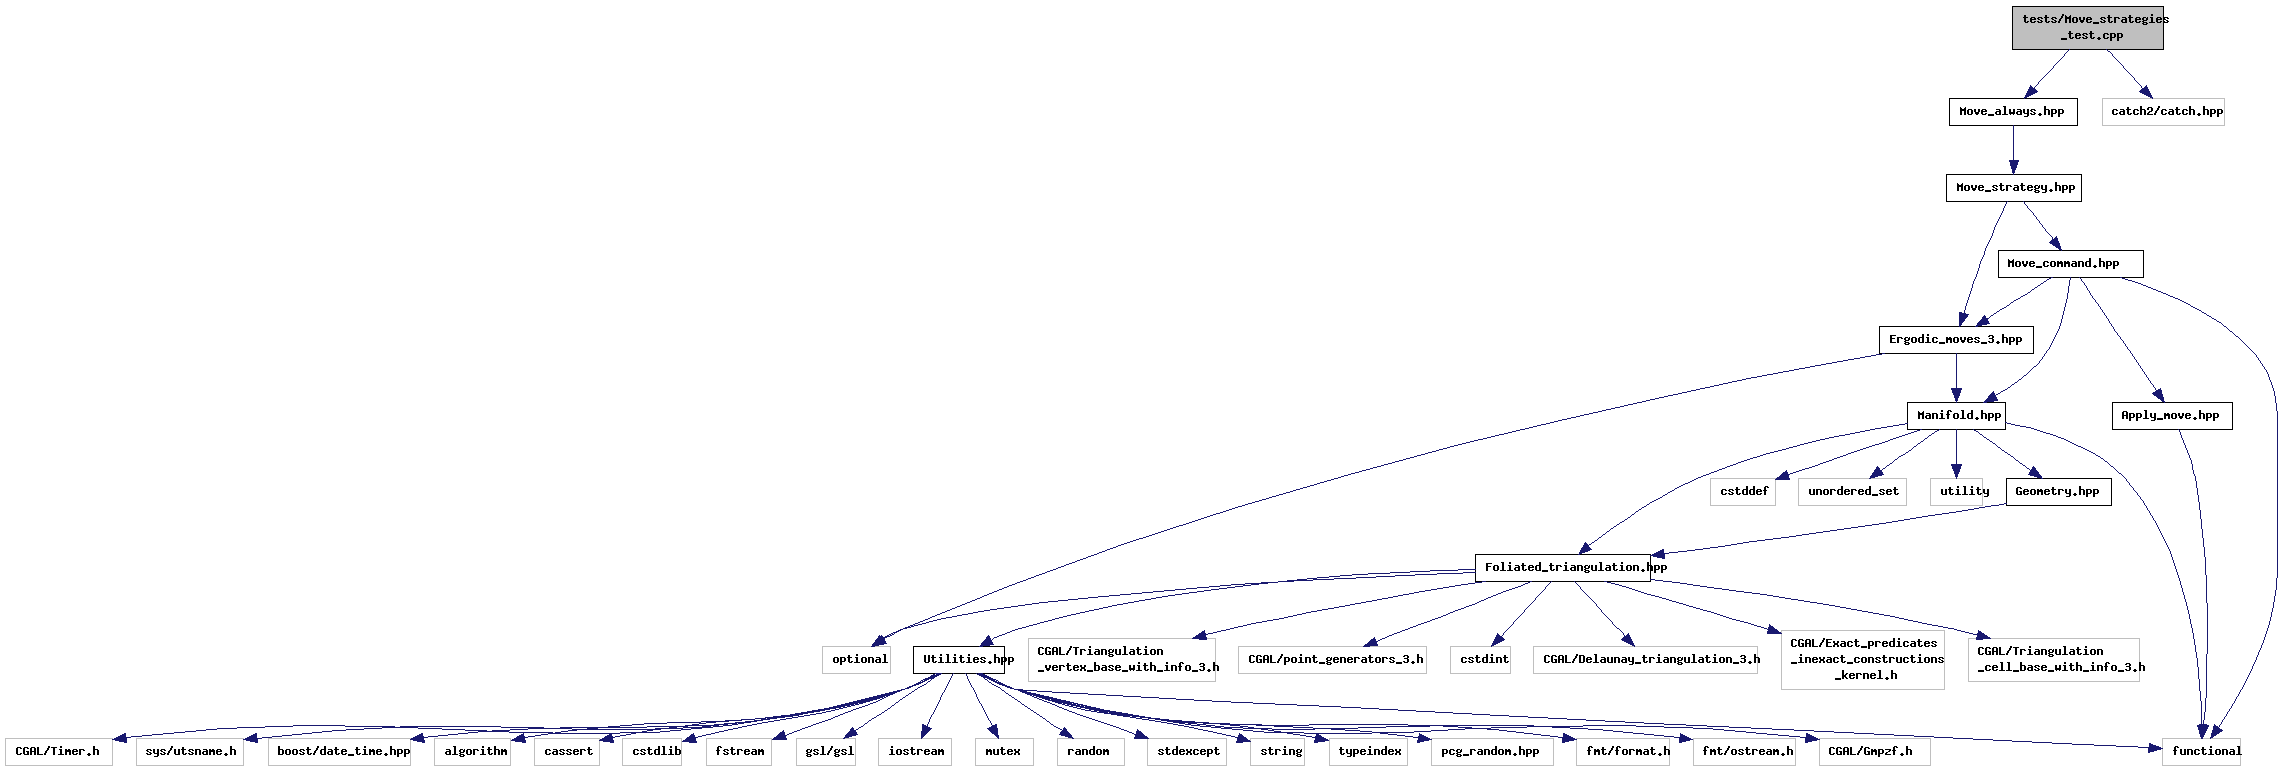 tests/Move_strategies
_test.cpp
Move_always.hpp
catch2/catch.hpp
Move_strategy.hpp
Move_command.hpp
Ergodic_moves_3.hpp
Manifold.hpp
Apply_move.hpp
cstddef
unordered_set
utility
Geometry.hpp
Foliated_triangulation.hpp
optional
Utilities.hpp
CGAL/Triangulation
_vertex_base_with_info_3.h
CGAL/point_generators_3.h
cstdint
CGAL/Delaunay_triangulation_3.h
CGAL/Exact_predicates
_inexact_constructions
_kernel.h
CGAL/Triangulation
_cell_base_with_info_3.h
CGAL/Timer.h
sys/utsname.h
boost/date_time.hpp
algorithm
cassert
cstdlib
fstream
gsl/gsl
iostream
mutex
random
stdexcept
string
typeindex
pcg_random.hpp
fmt/format.h
fmt/ostream.h
CGAL/Gmpzf.h
functional